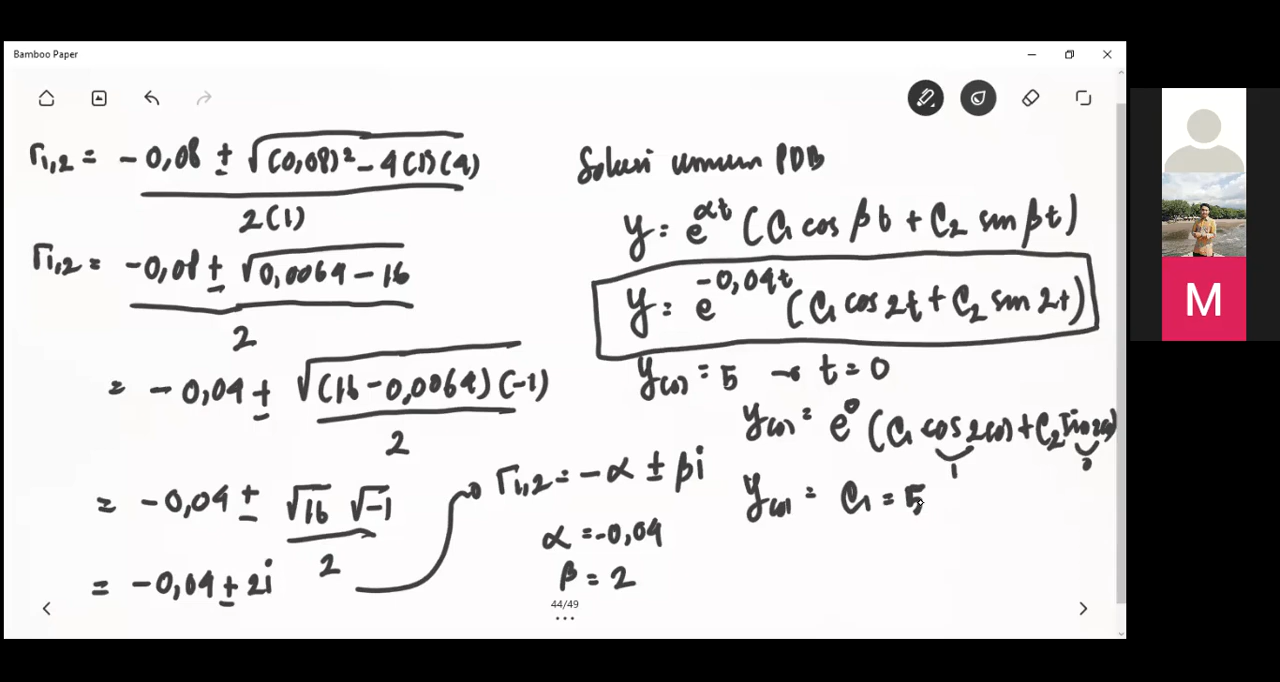 Bamboo Paper
r₁,₂ = -0,08 ± √((0,08)² - 4(1)(4)) / 2(1)
r₁,₂ = -0,08 ± √(0,0064 - 16) / 2
= -0,04 ± √((16-0,0064)(-1)) / 2
= -0,04 ± √16 √-1 / 2
= -0,04 ± 2i
r₁,₂ = -α ± βi
α = -0,04
β = 2
Solusi umum PDB
y = e^αt (C₁ cos βt + C₂ sin βt)
y = e^-0,04t (C₁ cos 2t + C₂ sin 2t)
y(0) = 5 → t = 0
y(0) = e⁰ (C₁ cos 2(0) + C₂ sin 2(0))
1 0
y(0) = C₁ = 5
44/49
M